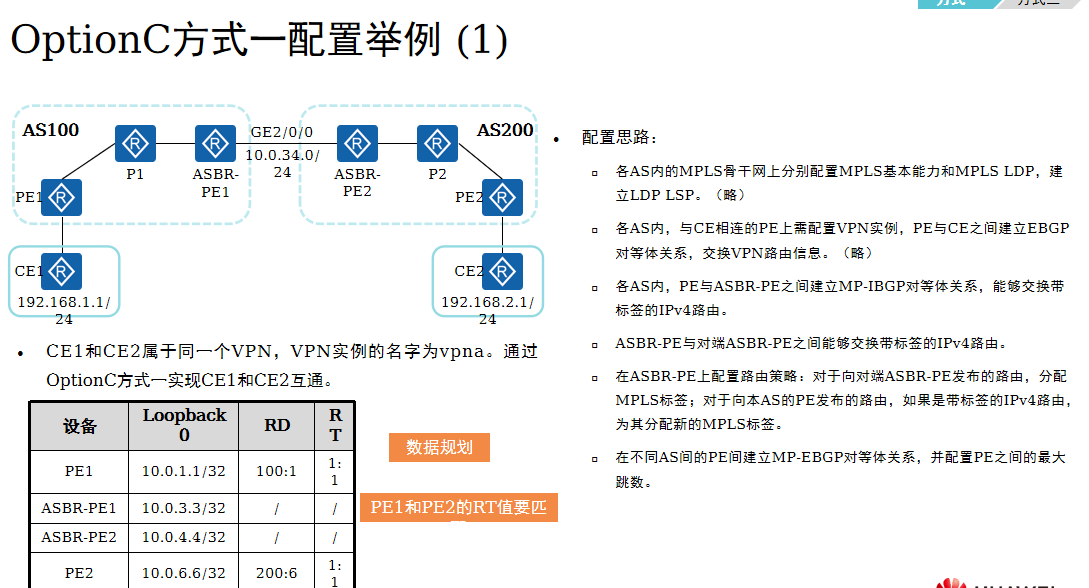 OptionC方式一配置举例 (1)
AS100
GE2/0/0
10.0.34.0/
24
AS200
P1
ASBR-
PE1
ASBR-
PE2
P2
PE1
PE2
CE1
192.168.1.1/
24
CE2
192.168.2.1/
24
• CE1和CE2属于同一个VPN，VPN实例的名字为vpna。通过
OptionC方式一实现CE1和CE2互通。
设备 Loopback 0 RD RT
PE1 10.0.1.1/32 100:1 1:1
ASBR-PE1 10.0.3.3/32 / /
ASBR-PE2 10.0.4.4/32 / /
PE2 10.0.6.6/32 200:6 1:1
数据规划
PE1和PE2的RT值要匹
• 配置思路：
各AS内的MPLS骨干网上分别配置MPLS基本能力和MPLS LDP，建
立LDP LSP。（略）
各AS内，与CE相连的PE上需配置VPN实例，PE与CE之间建立EBGP
对等体关系，交换VPN路由信息。（略）
各AS内，PE与ASBR-PE之间建立MP-IBGP对等体关系，能够交换带
标签的IPv4路由。
ASBR-PE与对端ASBR-PE之间能够交换带标签的IPv4路由。
在ASBR-PE上配置路由策略：对于向对端ASBR-PE发布的路由，分配
MPLS标签；对于向本AS的PE发布的路由，如果是带标签的IPv4路由，
为其分配新的MPLS标签。
在不同AS间的PE间建立MP-EBGP对等体关系，并配置PE之间的最大
跳数。